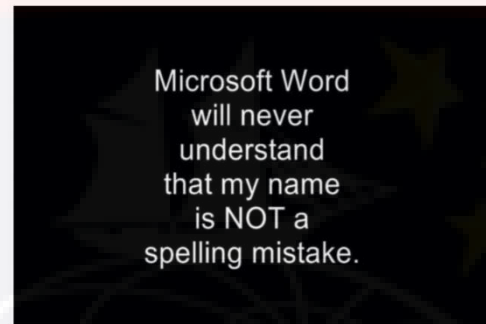 Microsoft Word
will never
understand
that my name
is NOT a
spelling mistake.